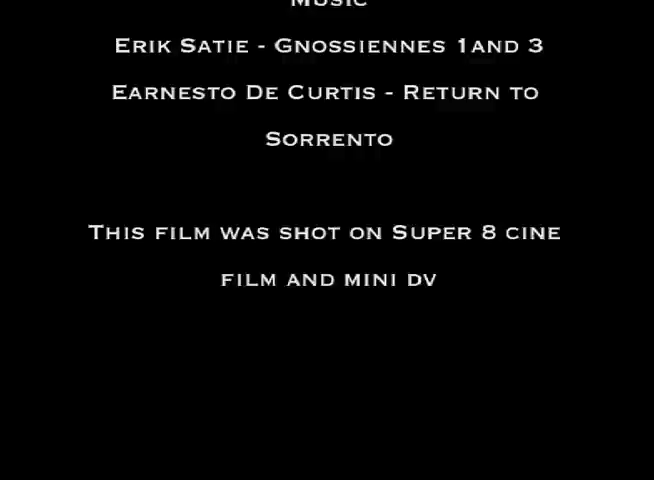 Music
Erik Satie - Gnossiennes 1and 3
Earnesto De Curtis - Return to
Sorrento
This film was shot on Super 8 cine
film and mini dv